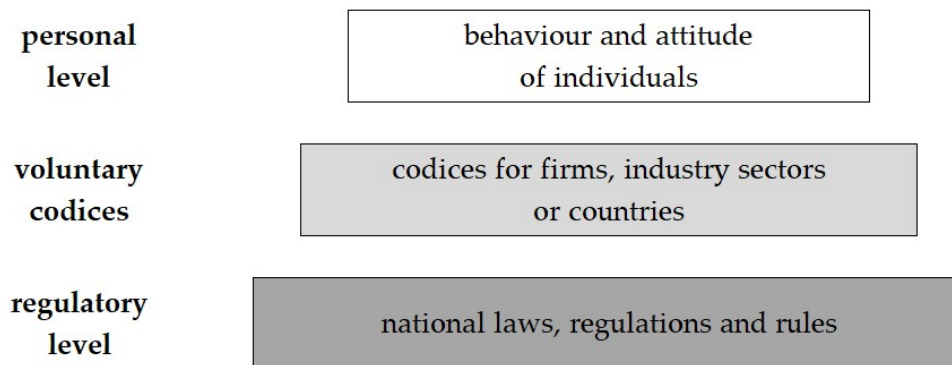 personal
level
behaviour and attitude
of individuals
voluntary
codices
codices for firms, industry sectors
or countries
regulatory
level
national laws, regulations and rules